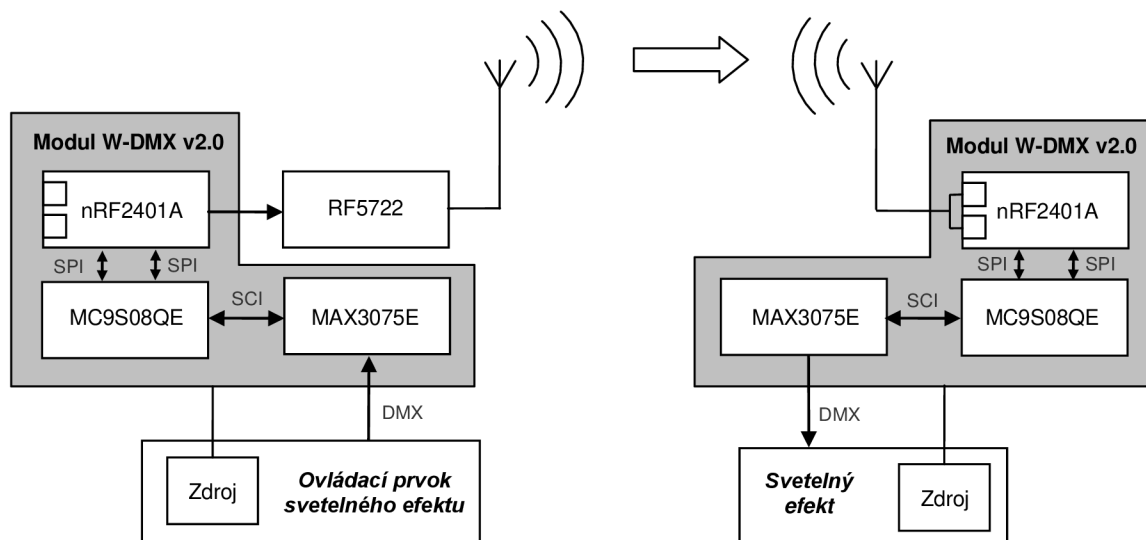 Modul W-DMX v2.0
nRF2401A
RF5722
SPI
SPI
MC9S08QE
SCI
MAX3075E
DMX
Zdroj
Ovládací prvok
svetelného efektu
Modul W-DMX v2.0
nRF2401A
SPI
SPI
MAX3075E
SCI
MC9S08QE
DMX
Svetelný
efekt
Zdroj